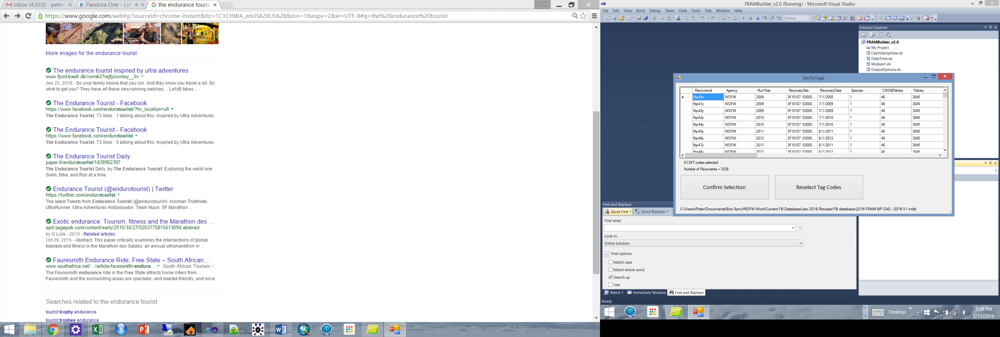 Inbox (4,933) - peter.
Pandora One - List
the endurance touris
Peter
https://www.google.com/webhp?sourceid=chrome-instant&rlz=1C1CHWA_enUS628US628&ion=1&espv=2&ie=UTF-8#q=the%20endurance%20tourist
More images for the endurance tourist
The endurance tourist inspired by ultra adventures
www.fjord-baelt.dk/vormk27rejfjzcwmoy__0v
Jan 25, 2016 - So your family knows that you run. And they know you travel a lot. So
what to get you? They have all these new running watches... Let'sB takes ...
The Endurance Tourist - Facebook
https://www.facebook.com/endurotourist/?hc_location=ufi
The Endurance Tourist. 73 likes · 1 talking about this. Inspired by Ultra Adventures.
The Endurance Tourist - Facebook
https://www.facebook.com/endurotourist
The Endurance Tourist. 73 likes · 3 talking about this. Inspired by Ultra Adventures.
The Endurance Tourist Daily
paper.li/endurotourist/1428962397
The Endurance Tourist Daily, by The Endurance Tourist: Exploring the world one
Swim, Bike, and Run at a time.
Endurance Tourist (@endurotourist) | Twitter
https://twitter.com/endurotourist
The latest Tweets from Endurance Tourist (@endurotourist). Ironman Triathlete,
UltraRunner, Ultra-Adventures Ambassador, Team Nuun, SF Marathon ...
Exotic endurance: Tourism, fitness and the Marathon des ...
epd.sagepub.com/content/early/2015/10/27/0263775815613094.abstract
by D Lisle - 2015 - Related articles
Oct 29, 2015 - Abstract. This paper critically examines the intersections of global
tourism and fitness in the Marathon des Sables, an annual ultramarathon in ...
Fauresmith Endurance Ride, Free State – South African ...
www.southafrica.net/.../article-fauresmith-endura... South African Tourism
The Fauresmith endurance ride in the Free State attracts horse riders from ...
Fauresmith and the surrounding areas are spectator- and tourist-friendly, and once
...
Searches related to the endurance tourist
tourist trophy endurance
tourist trophee endurance
FRAMBuilder_v2.0 (Running) - Microsoft Visual Studio
File Edit View Build Debug Team Data Tools Test Window Help
Debug
Solution Explorer
FRAMBuilder_v2.0
My Project
CatchSampView.vb
DateTime.vb
Module1.vb
OutputOptions.vb
VerifyTags
RecoveryId Agency RunYear RecoverySite RecoveryDate Species CWDBFishery Fishery
fbp40y WDFW 2008 3F10107 03000... 7/1/2008 1 46 3045
fbp41y WDFW 2009 3F10107 03000... 7/1/2009 1 46 3045
fbp42y WDFW 2009 3F10107 03000... 7/1/2009 1 46 3045
fbp43y WDFW 2010 3F10107 03000... 7/1/2010 1 46 3045
fbp44y WDFW 2010 3F10107 03000... 7/1/2010 1 46 3045
fbp45y WDFW 2011 3F10107 03000... 8/1/2011 1 46 3045
fbp46y WDFW 2012 3F10107 03000... 8/1/2012 1 46 3045
fbp47y WDFW 2011 3F10107 03000... 8/1/2011 1 46 3045
fbp48y WDFW 2012 3F10107 03000 8/1/2012 1 46 3045
8 CWT codes selected
Number of Recoveries = 3338
Confirm Selection
Reselect Tag Codes
C:\Users\Peter\Documents\Box Sync\WDFW Work\Current FB Database\Jan 2016 Revised FB database\2016 FRAM BP CAS - 2016 V1.mdb
Find and Replace
Quick Find Quick Replace
Find what:
Look in:
Entire Solution
Find options
Match case
Match whole word
Search up
Use:
Watch 1 Immediate Window Find and Replace
Ready
Desktop
3:59 PM
2/13/2016